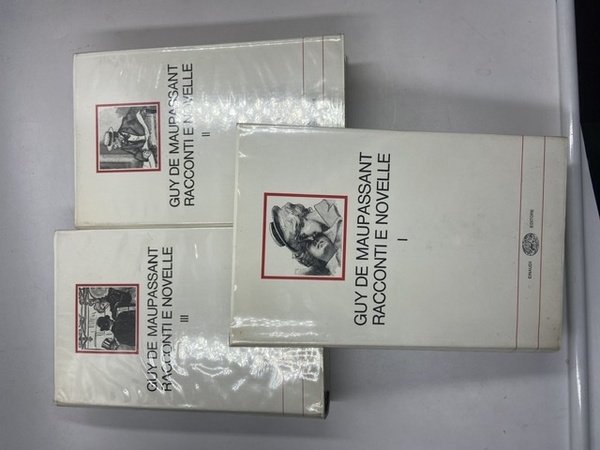 GUY DE MAUPASSANT
RACCONTI E NOVELLE
II
GUY DE MAUPASSANT
RACCONTI E NOVELLE
III
GUY DE MAUPASSANT
RACCONTI E NOVELLE
I
EINAUDI
EDITORE